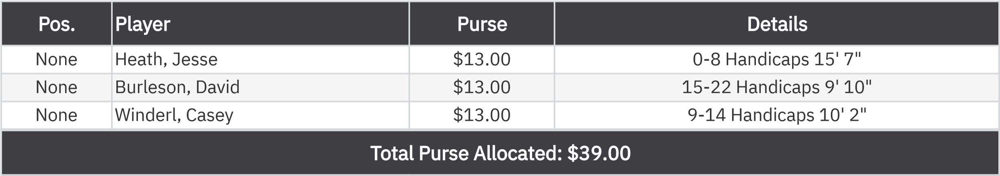 Pos. Player Purse Details
None Heath, Jesse $13.00 0-8 Handicaps 15' 7"
None Burleson, David $13.00 15-22 Handicaps 9' 10"
None Winderl, Casey $13.00 9-14 Handicaps 10' 2"
Total Purse Allocated: $39.00